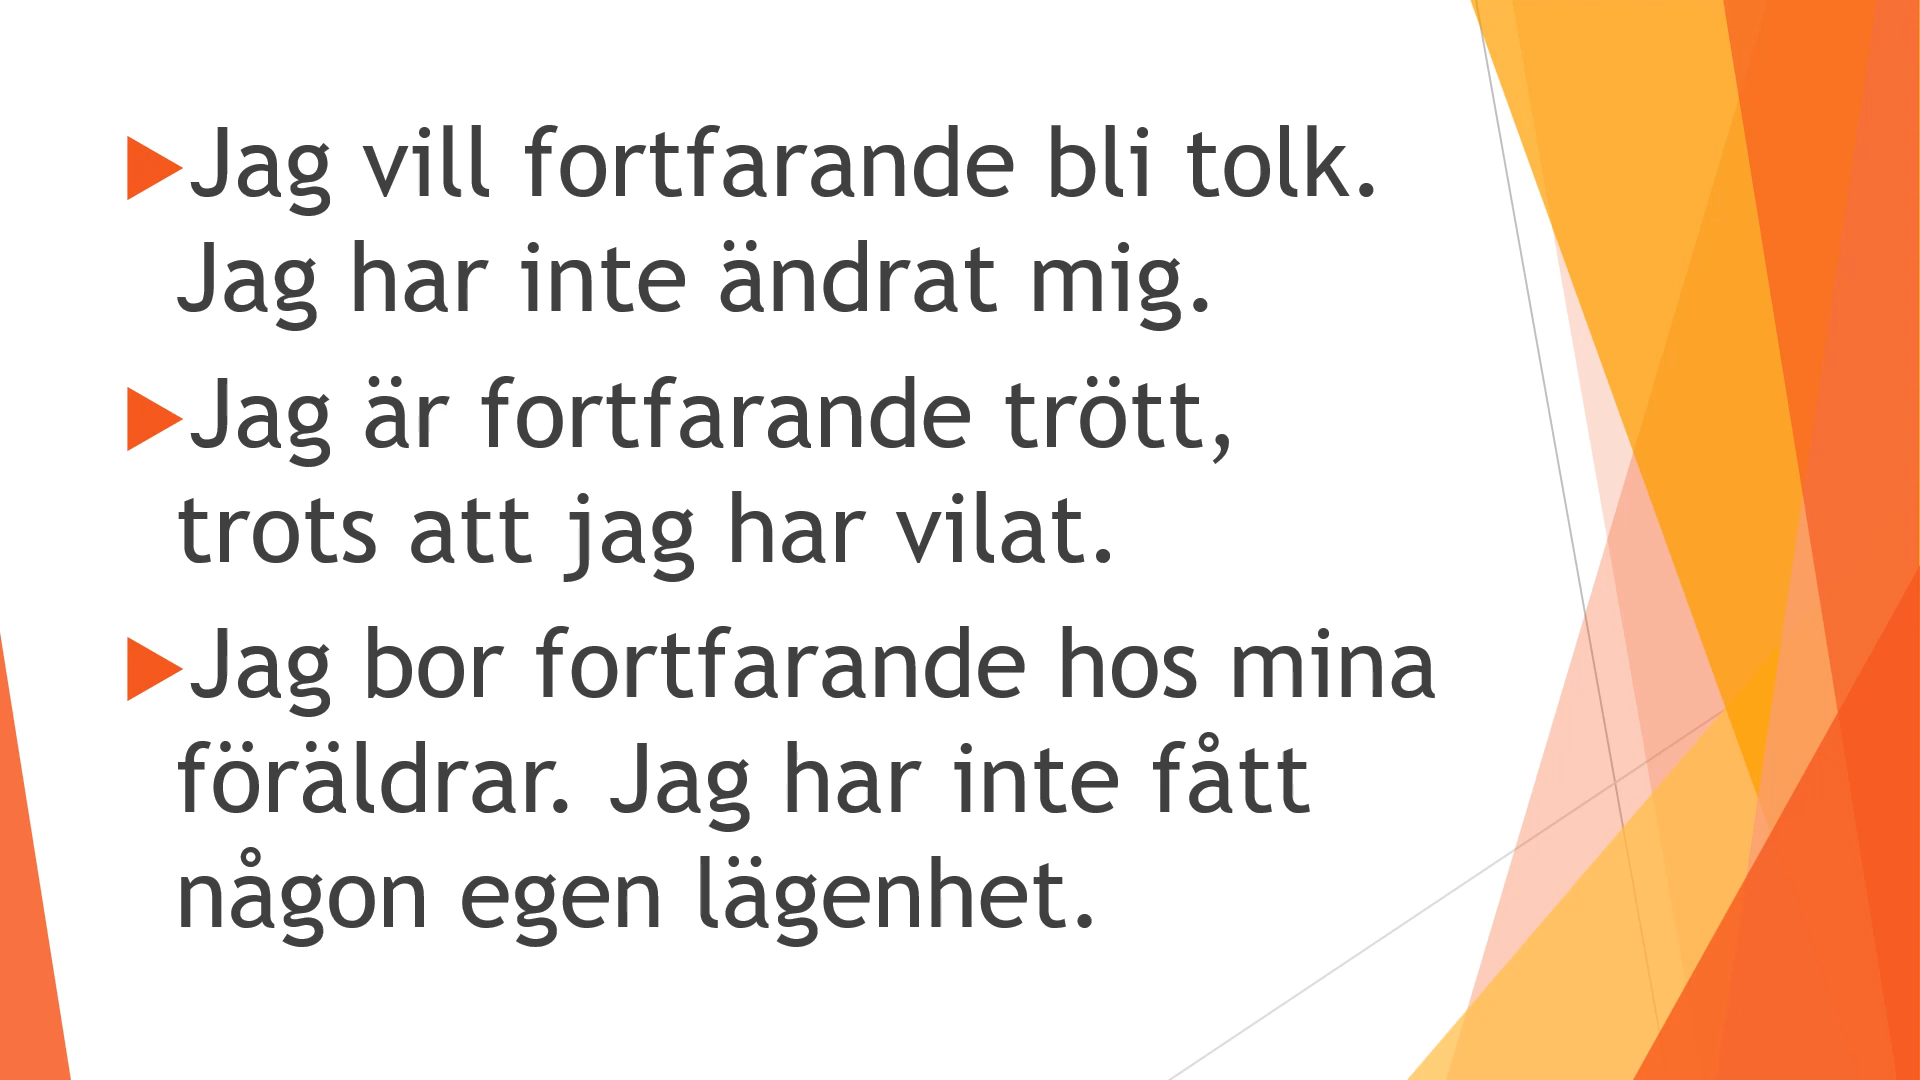 Jag vill fortfarande bli tolk.
Jag har inte ändrat mig.
Jag är fortfarande trött,
trots att jag har vilat.
Jag bor fortfarande hos mina
föräldrar. Jag har inte fått
någon egen lägenhet.